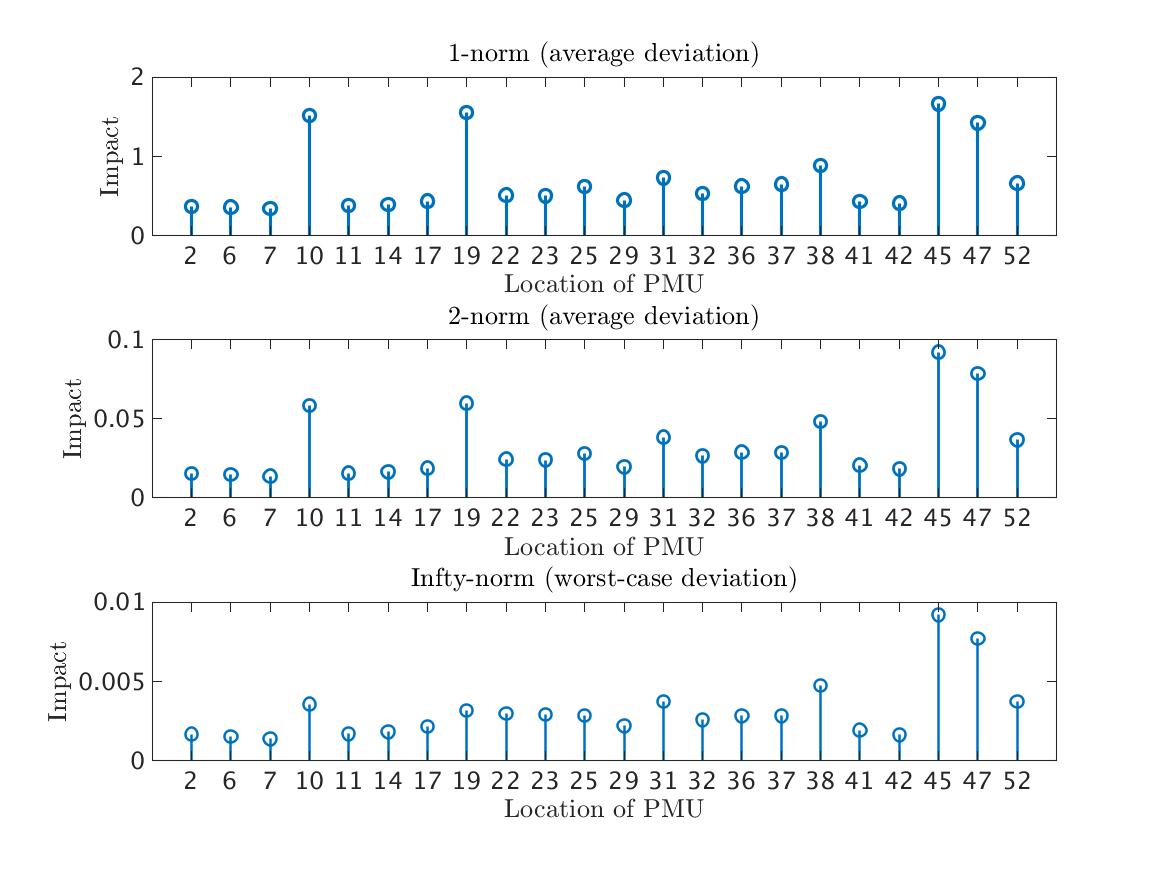 1-norm (average deviation)
2
1
0
Impact
2 6 7 10 11 14 17 19 22 23 25 29 31 32 36 37 38 41 42 45 47 52
Location of PMU
2-norm (average deviation)
0.1
0.05
0
Impact
2 6 7 10 11 14 17 19 22 23 25 29 31 32 36 37 38 41 42 45 47 52
Location of PMU
Infty-norm (worst-case deviation)
0.01
0.005
0
Impact
2 6 7 10 11 14 17 19 22 23 25 29 31 32 36 37 38 41 42 45 47 52
Location of PMU